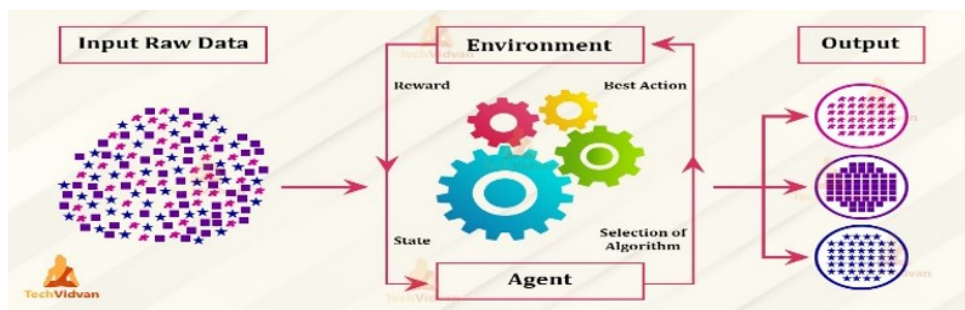 Input Raw Data
Environment
Output
Reward
Best Action
State
Selection of
Algorithm
Agent
TechVidvan